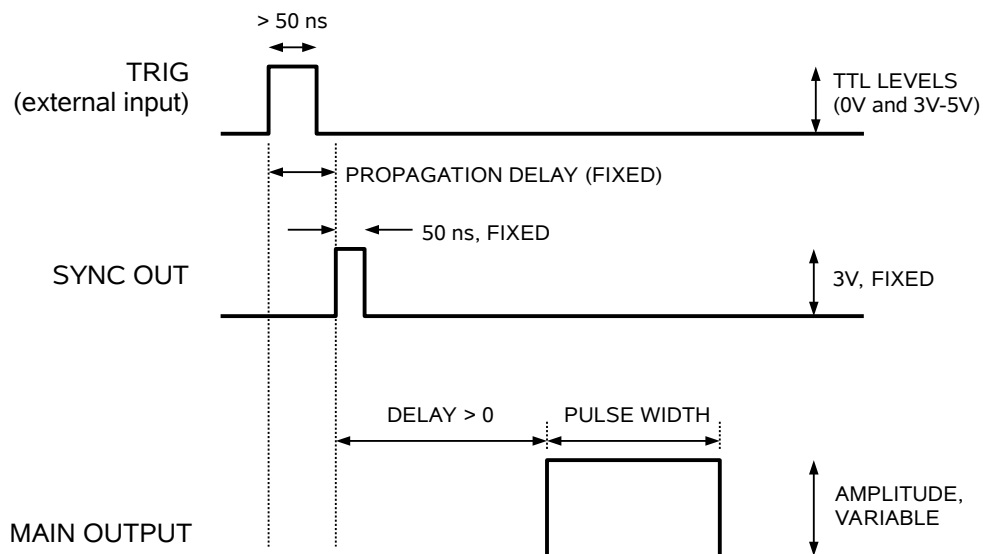 > 50 ns
TRIG
(external input)
TTL LEVELS
(0V and 3V-5V)
PROPAGATION DELAY (FIXED)
50 ns, FIXED
SYNC OUT
3V, FIXED
DELAY > 0
PULSE WIDTH
MAIN OUTPUT
AMPLITUDE,
VARIABLE